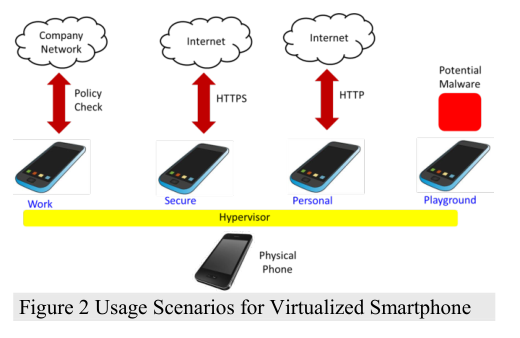 Company
Network
Internet
Internet
Potential
Malware
Policy
Check
HTTPS
HTTP
Work
Secure
Personal
Playground
Hypervisor
Physical
Phone
Figure 2 Usage Scenarios for Virtualized Smartphone